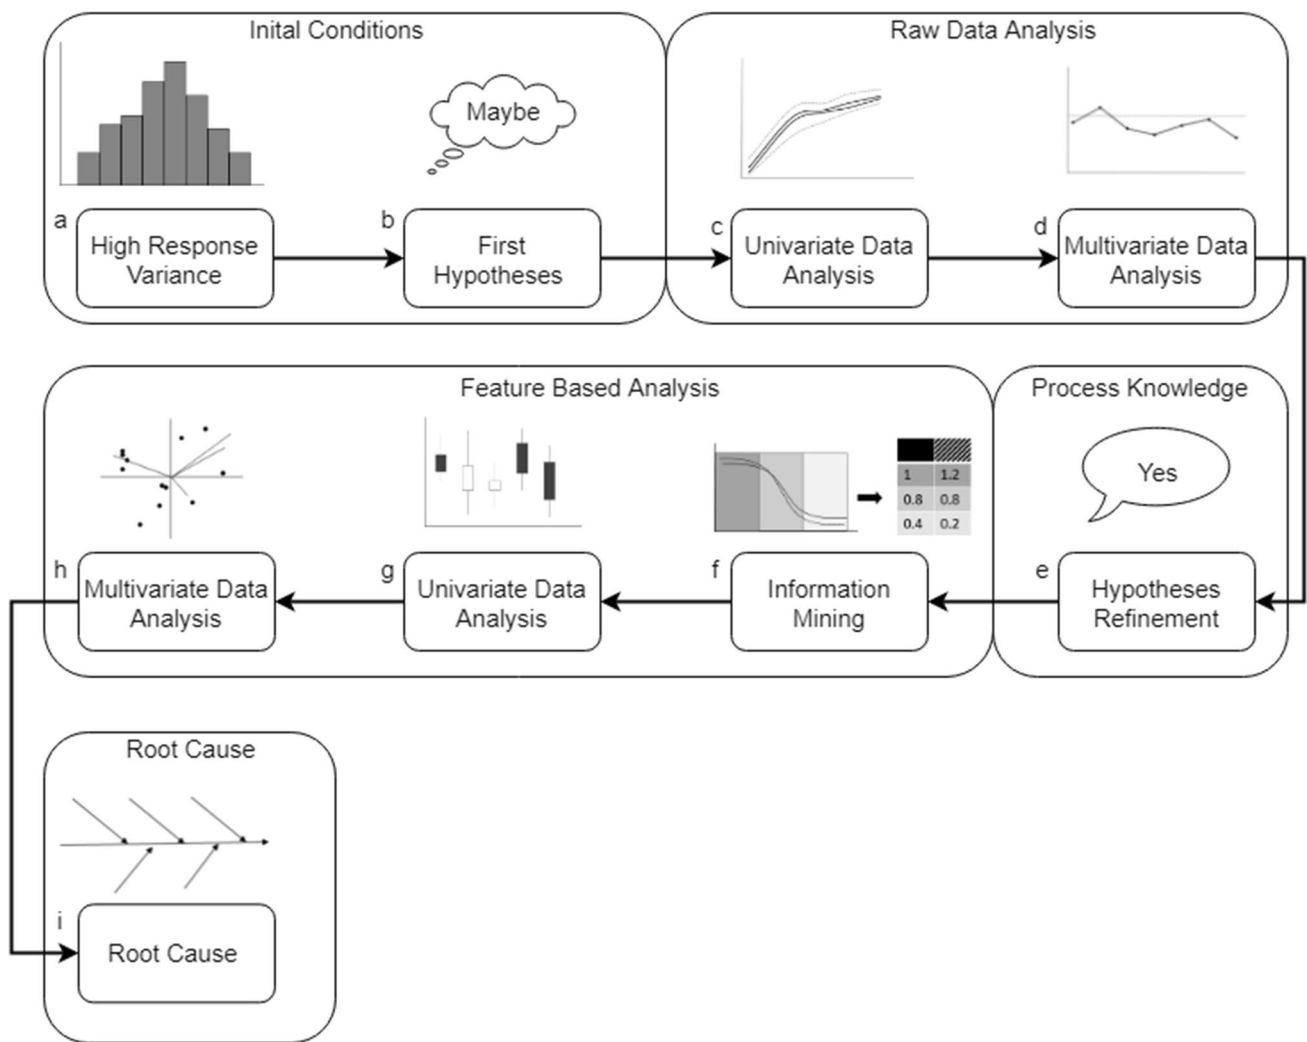 Inital Conditions
Raw Data Analysis
Maybe
a
High Response
Variance
b
First
Hypotheses
c
Univariate Data
Analysis
d
Multivariate Data
Analysis
Feature Based Analysis
Process Knowledge
Yes
1 1.2
0.8 0.8
0.4 0.2
h
Multivariate Data
Analysis
g
Univariate Data
Analysis
f
Information
Mining
e
Hypotheses
Refinement
Root Cause
i
Root Cause